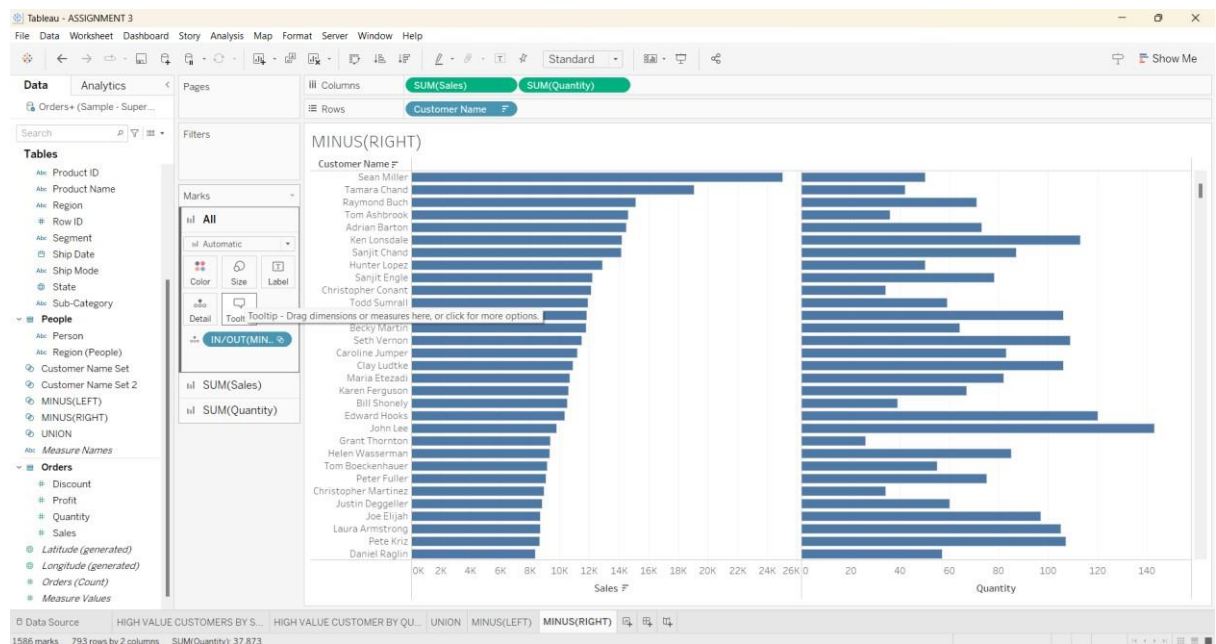 Tableau - ASSIGNMENT 3
File Data Worksheet Dashboard Story Analysis Map Format Server Window Help
Standard
Show Me
Data Analytics
Orders+ (Sample - Super...
Search
Tables
Abc Product ID
Abc Product Name
Abc Region
# Row ID
Abc Segment
Ship Date
Abc Ship Mode
State
Abc Sub-Category
People
Abc Person
Abc Region (People)
Customer Name Set
Customer Name Set 2
MINUS(LEFT)
MINUS(RIGHT)
UNION
Abc Measure Names
Orders
# Discount
# Profit
# Quantity
# Sales
Latitude (generated)
Longitude (generated)
# Orders (Count)
# Measure Values
Pages
Filters
Marks
All
Automatic
Color Size Label
Detail Toolt
Tooltip - Drag dimensions or measures here, or click for more options.
IN/OUT(MIN..
SUM(Sales)
SUM(Quantity)
Columns SUM(Sales) SUM(Quantity)
Rows Customer Name
MINUS(RIGHT)
Customer Name
Sean Miller
Tamara Chand
Raymond Buch
Tom Ashbrook
Adrian Barton
Ken Lonsdale
Sanjit Chand
Hunter Lopez
Sanjit Engle
Christopher Conant
Todd Sumrall
Becky Martin
Seth Vernon
Caroline Jumper
Clay Ludtke
Maria Etezadi
Karen Ferguson
Bill Shonely
Edward Hooks
John Lee
Grant Thornton
Helen Wasserman
Tom Boeckenhauer
Peter Fuller
Christopher Martinez
Justin Deggeller
Joe Elijah
Laura Armstrong
Pete Kriz
Daniel Raglin
0K 2K 4K 6K 8K 10K 12K 14K 16K 18K 20K 22K 24K 26K 0 20 40 60 80 100 120 140
Sales Quantity
Data Source HIGH VALUE CUSTOMERS BY S... HIGH VALUE CUSTOMER BY QU... UNION MINUS(LEFT) MINUS(RIGHT)
1586 marks 793 rows by 2 columns SUM(Quantity): 37,873